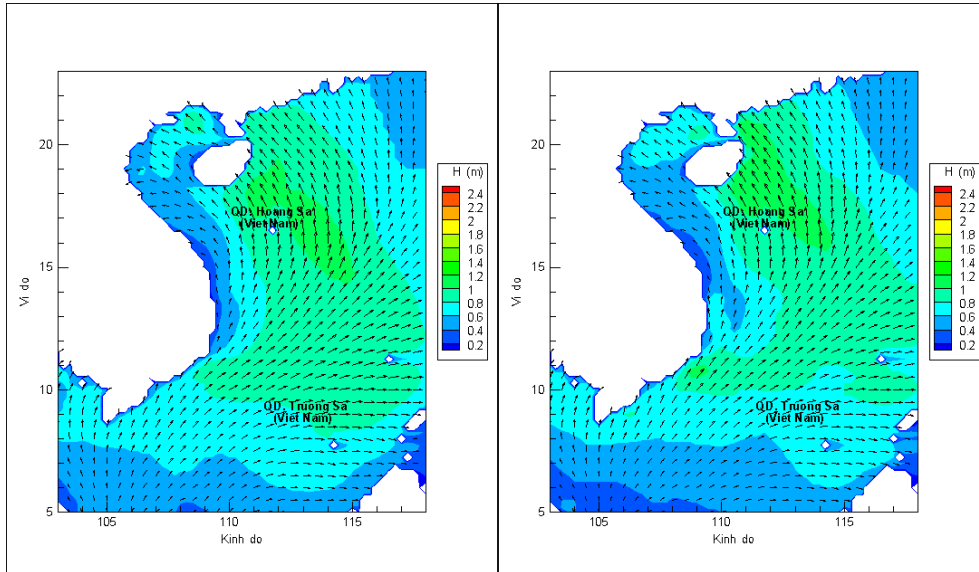 20
15
10
5
105
110
115
Vi do
Kinh do
QD. Hoang Sa
(Viet Nam)
QD. Truong Sa
(Viet Nam)
H (m)
2.4
2.2
2
1.8
1.6
1.4
1.2
1
0.8
0.6
0.4
0.2
20
15
10
5
105
110
115
Vi do
Kinh do
QD. Hoang Sa
(Viet Nam)
QD. Truong Sa
(Viet Nam)
H (m)
2.4
2.2
2
1.8
1.6
1.4
1.2
1
0.8
0.6
0.4
0.2